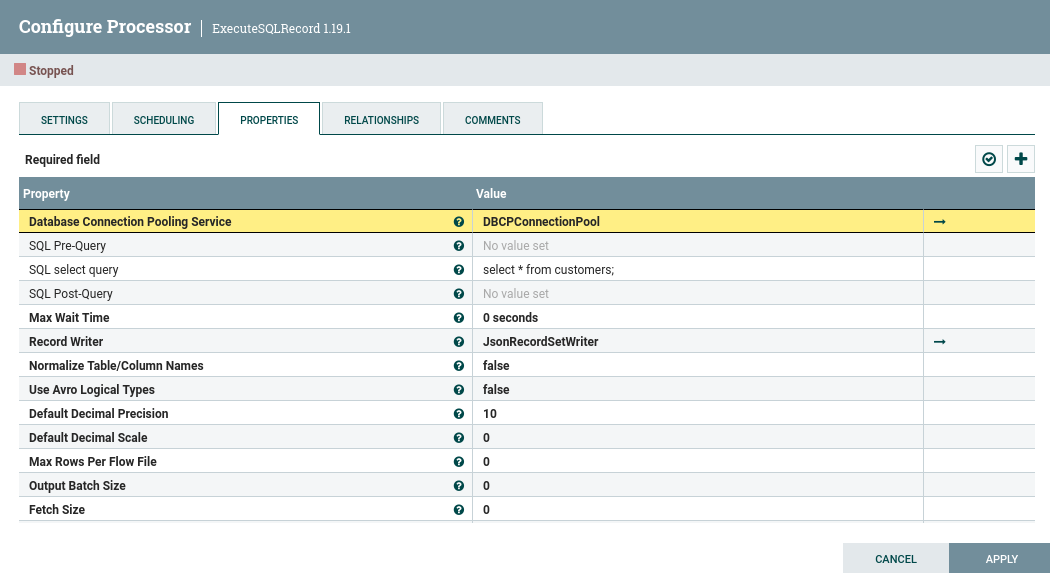 Configure Processor | ExecuteSQLRecord 1.19.1
Stopped
SETTINGS SCHEDULING PROPERTIES RELATIONSHIPS COMMENTS
Required field
Property Value
Database Connection Pooling Service DBCPConnectionPool
SQL Pre-Query No value set
SQL select query select * from customers;
SQL Post-Query No value set
Max Wait Time 0 seconds
Record Writer JsonRecordSetWriter
Normalize Table/Column Names false
Use Avro Logical Types false
Default Decimal Precision 10
Default Decimal Scale 0
Max Rows Per Flow File 0
Output Batch Size 0
Fetch Size 0
CANCEL APPLY